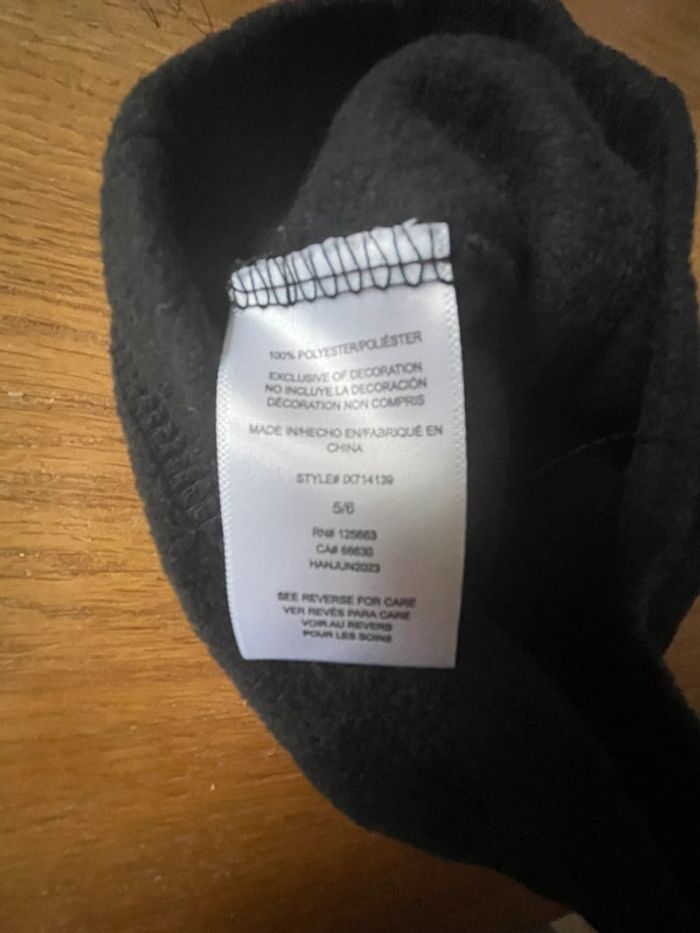 100% POLYESTER/POLIÉSTER
EXCLUSIVE OF DECORATION
NO INCLUYE LA DECORACIÓN
DÉCORATION NON COMPRIS
MADE IN/HECHO EN/FABRIQUÉ EN
CHINA
STYLE# IX714139
5/6
RN# 125663
CA# 56630
HANJUN2023
SEE REVERSE FOR CARE
VER REVÉS PARA CARE
VOIR AU REVERS
POUR LES SOINS